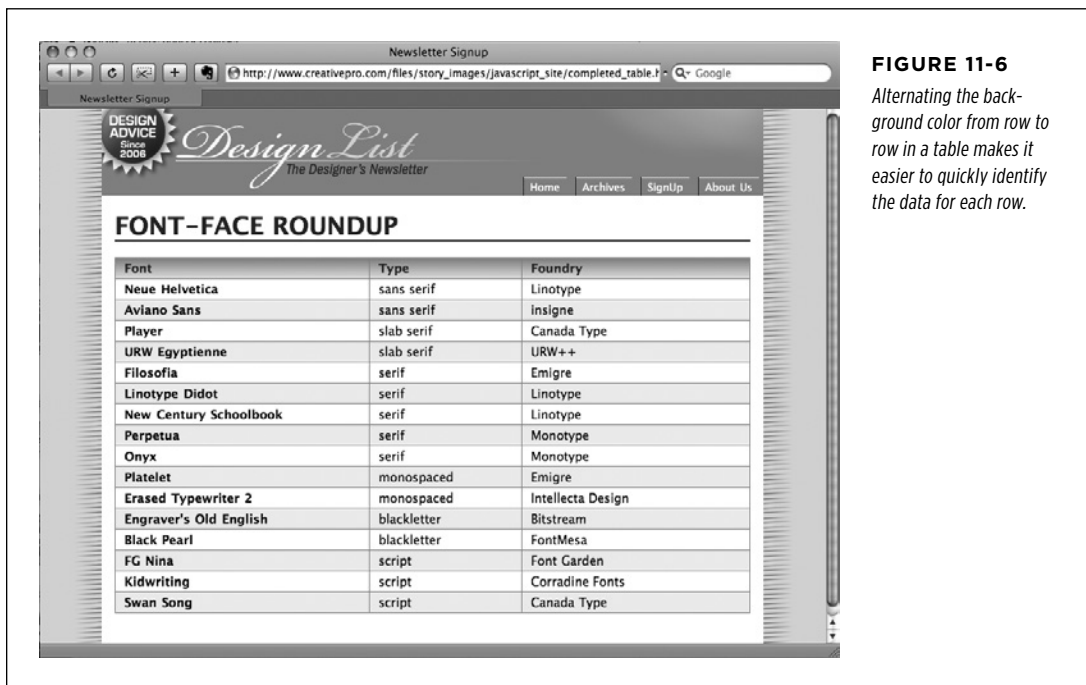 Newsletter Signup
http://www.creativepro.com/files/story_images/javascript_site/completed_table.h
Google
Newsletter Signup
DESIGN
ADVICE
Since
2006
Design List
The Designer's Newsletter
Home Archives SignUp About Us
FONT-FACE ROUNDUP
Font Type Foundry
Neue Helvetica sans serif Linotype
Aviano Sans sans serif insigne
Player slab serif Canada Type
URW Egyptienne slab serif URW++
Filosofia serif Emigre
Linotype Didot serif Linotype
New Century Schoolbook serif Linotype
Perpetua serif Monotype
Onyx serif Monotype
Platelet monospaced Emigre
Erased Typewriter 2 monospaced Intellecta Design
Engraver's Old English blackletter Bitstream
Black Pearl blackletter FontMesa
FG Nina script Font Garden
Kidwriting script Corradine Fonts
Swan Song script Canada Type
FIGURE 11-6
Alternating the back-
ground color from row to
row in a table makes it
easier to quickly identify
the data for each row.